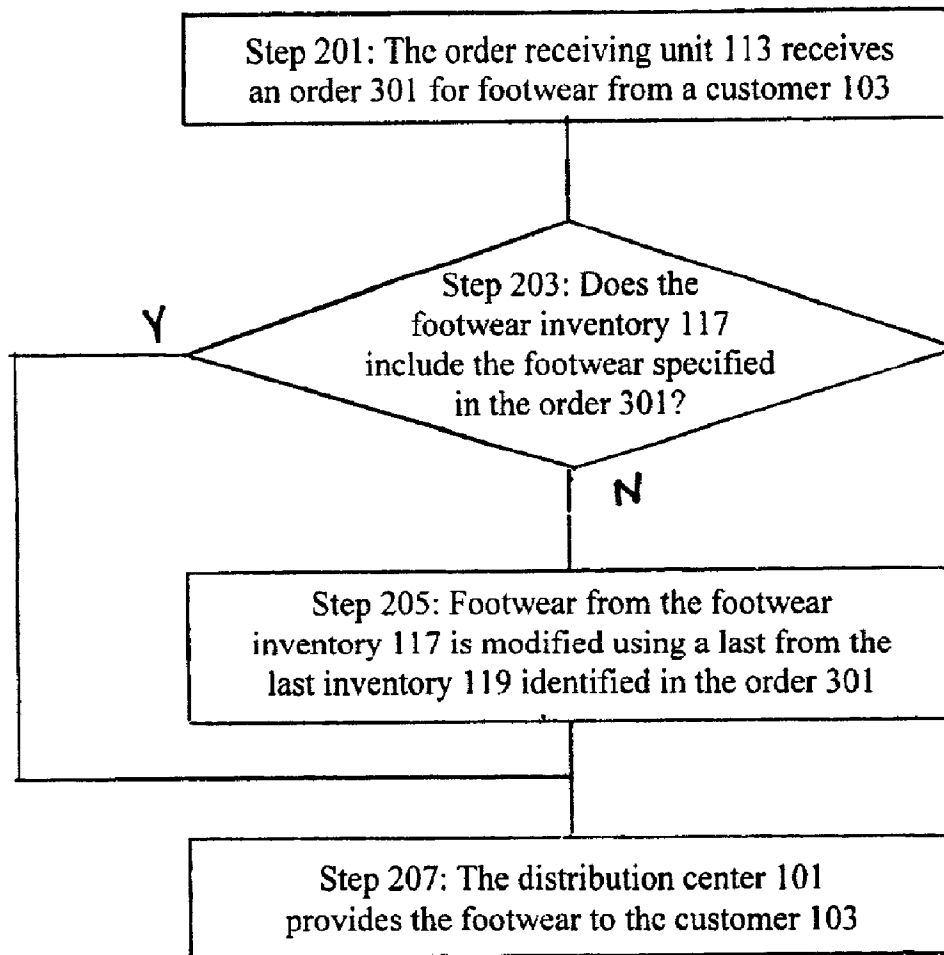 Step 201: The order receiving unit 113 receives
an order 301 for footwear from a customer 103
Step 203: Does the
footwear inventory 117
include the footwear specified
in the order 301?
Y
N
Step 205: Footwear from the footwear
inventory 117 is modified using a last from the
last inventory 119 identified in the order 301
Step 207: The distribution center 101
provides the footwear to the customer 103